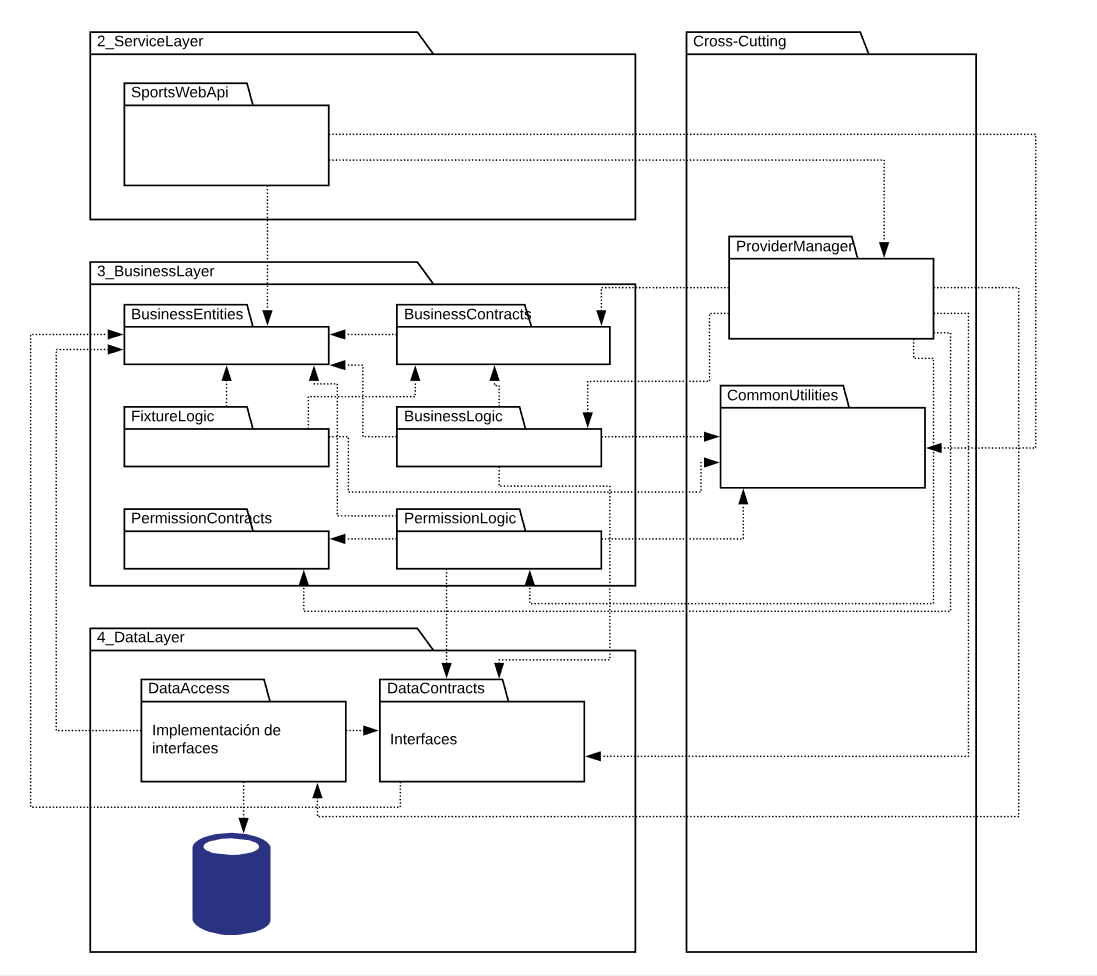 2_ServiceLayer
Cross-Cutting
SportsWebApi
ProviderManager
3_BusinessLayer
BusinessEntities
BusinessContracts
CommonUtilities
FixtureLogic
BusinessLogic
PermissionContracts
PermissionLogic
4_DataLayer
DataAccess
DataContracts
Implementación de
interfaces
Interfaces